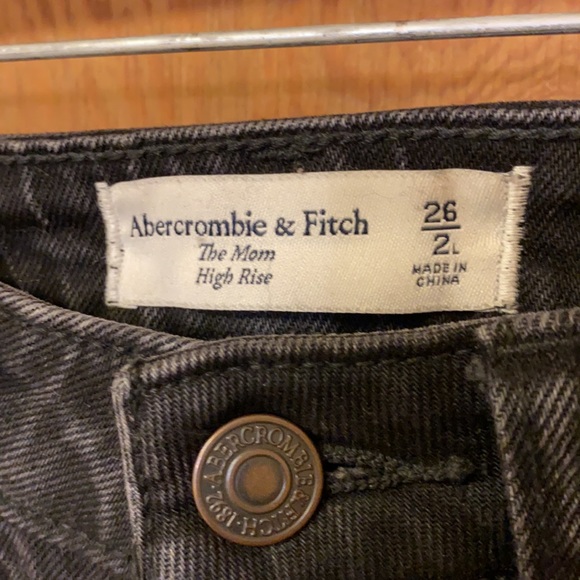 Abercrombie & Fitch
The Mom
High Rise
26
2L
MADE IN
CHINA
ABERCROMBIE & FITCH · 1892 ·